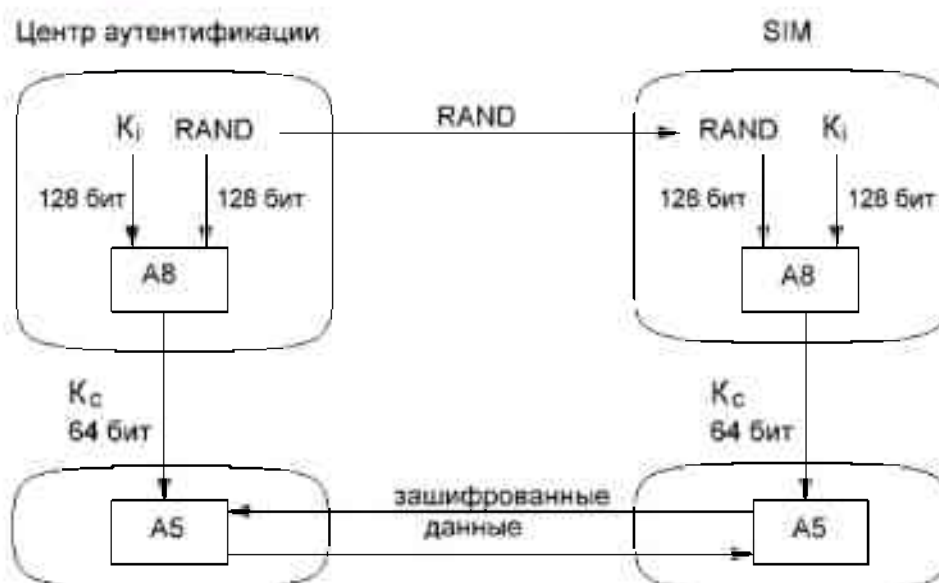 Центр аутентификации
SIM
Ki RAND
RAND
RAND Ki
128 бит 128 бит
128 бит 128 бит
A8
A8
Kc
64 бит
Kc
64 бит
зашифрованные
данные
A5
A5